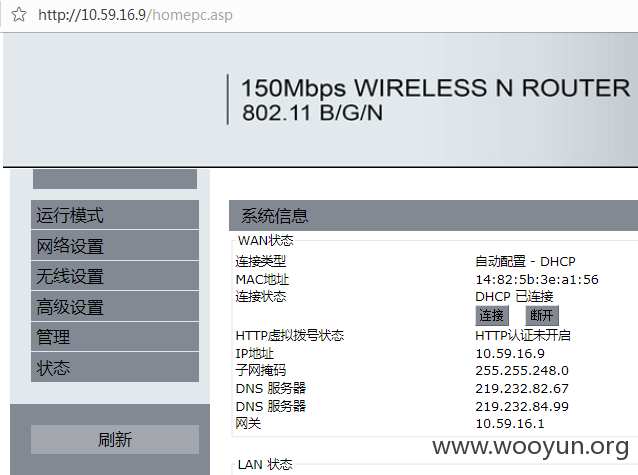 http://10.59.16.9/homepc.asp
150Mbps WIRELESS N ROUTER
802.11 B/G/N
运行模式
网络设置
无线设置
高级设置
管理
状态
刷新
系统信息
WAN状态
连接类型 自动配置 - DHCP
MAC地址 14:82:5b:3e:a1:56
连接状态 DHCP 已连接
连接 断开
HTTP虚拟拨号状态 HTTP认证未开启
IP地址 10.59.16.9
子网掩码 255.255.248.0
DNS 服务器 219.232.82.67
DNS 服务器 219.232.84.99
网关 10.59.16.1
www.wooyun.org
LAN 状态